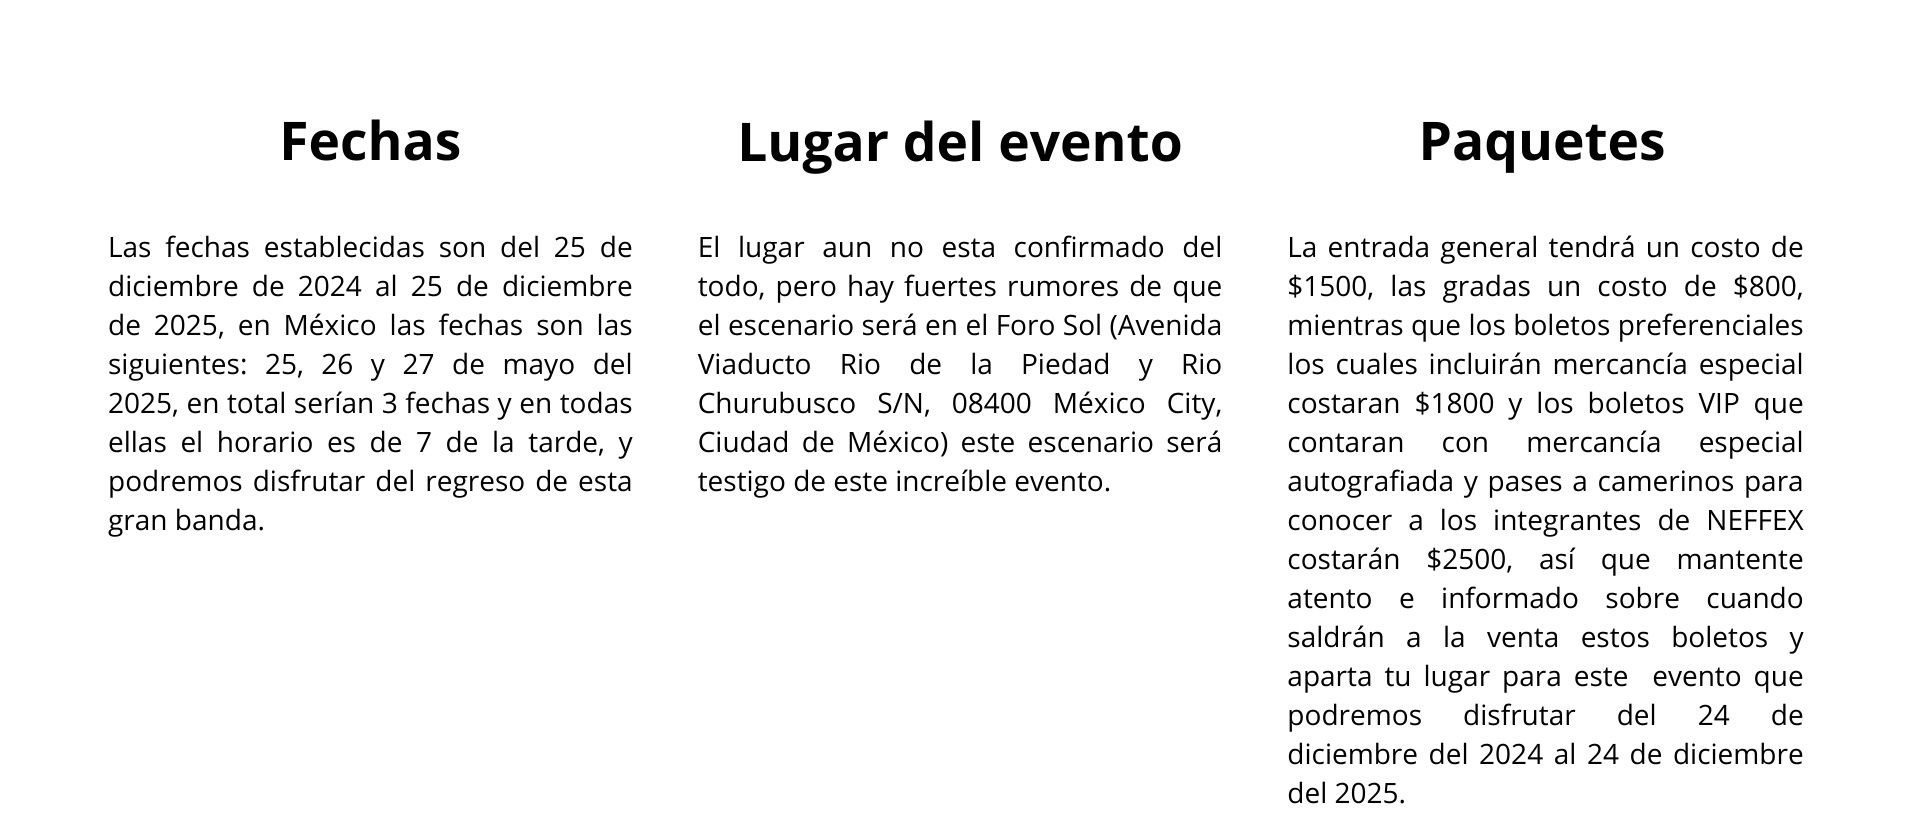 Fechas
Las fechas establecidas son del 25 de
diciembre de 2024 al 25 de diciembre
de 2025, en México las fechas son las
siguientes: 25, 26 y 27 de mayo del
2025, en total serían 3 fechas y en todas
ellas el horario es de 7 de la tarde, y
podremos disfrutar del regreso de esta
gran banda.
Lugar del evento
El lugar aun no esta confirmado del
todo, pero hay fuertes rumores de que
el escenario será en el Foro Sol (Avenida
Viaducto Rio de la Piedad y Rio
Churubusco S/N, 08400 México City,
Ciudad de México) este escenario será
testigo de este increíble evento.
Paquetes
La entrada general tendrá un costo de
$1500, las gradas un costo de $800,
mientras que los boletos preferenciales
los cuales incluirán mercancía especial
costaran $1800 y los boletos VIP que
contaran con mercancía especial
autografiada y pases a camerinos para
conocer a los integrantes de NEFFEX
costarán $2500, así que mantente
atento e informado sobre cuando
saldrán a la venta estos boletos y
aparta tu lugar para este evento que
podremos disfrutar del 24 de
diciembre del 2024 al 24 de diciembre
del 2025.